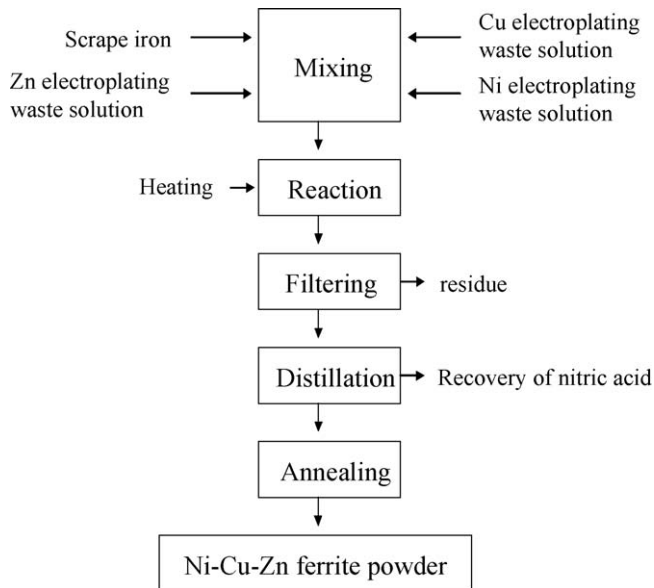 Scrape iron
Cu electroplating
waste solution
Mixing
Zn electroplating
waste solution
Ni electroplating
waste solution
Heating
Reaction
Filtering
residue
Distillation
Recovery of nitric acid
Annealing
Ni-Cu-Zn ferrite powder